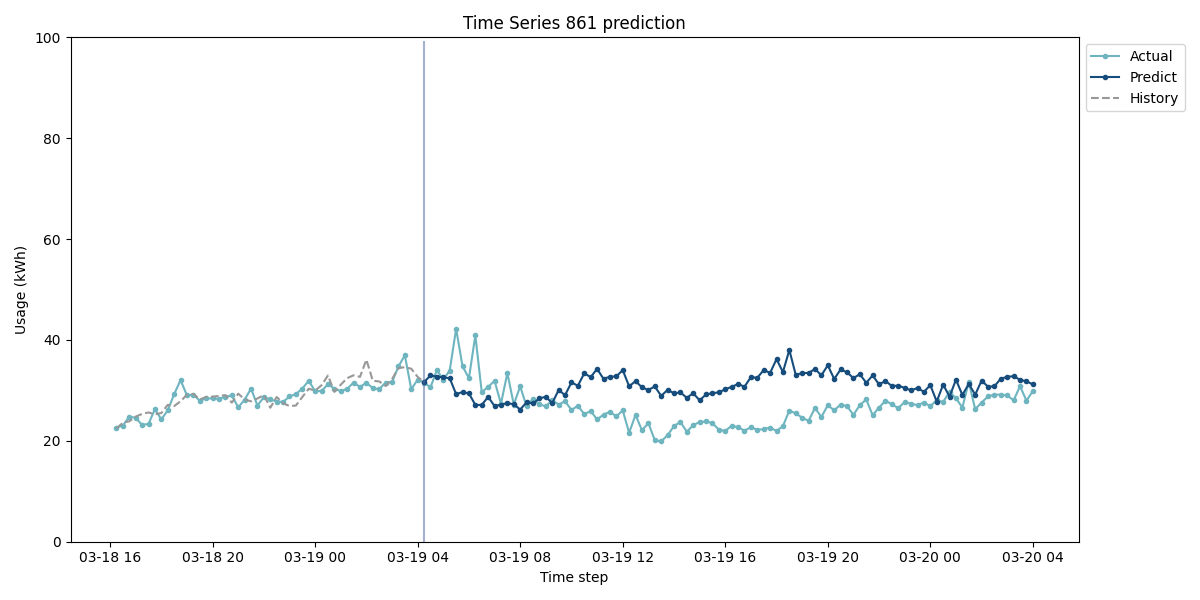 Time Series 861 prediction
Usage (kWh)
100
80
60
40
20
0
03-18 16
03-18 20
03-19 00
03-19 04
03-19 08
03-19 12
03-19 16
03-19 20
03-20 00
03-20 04
Time step
Actual
Predict
History